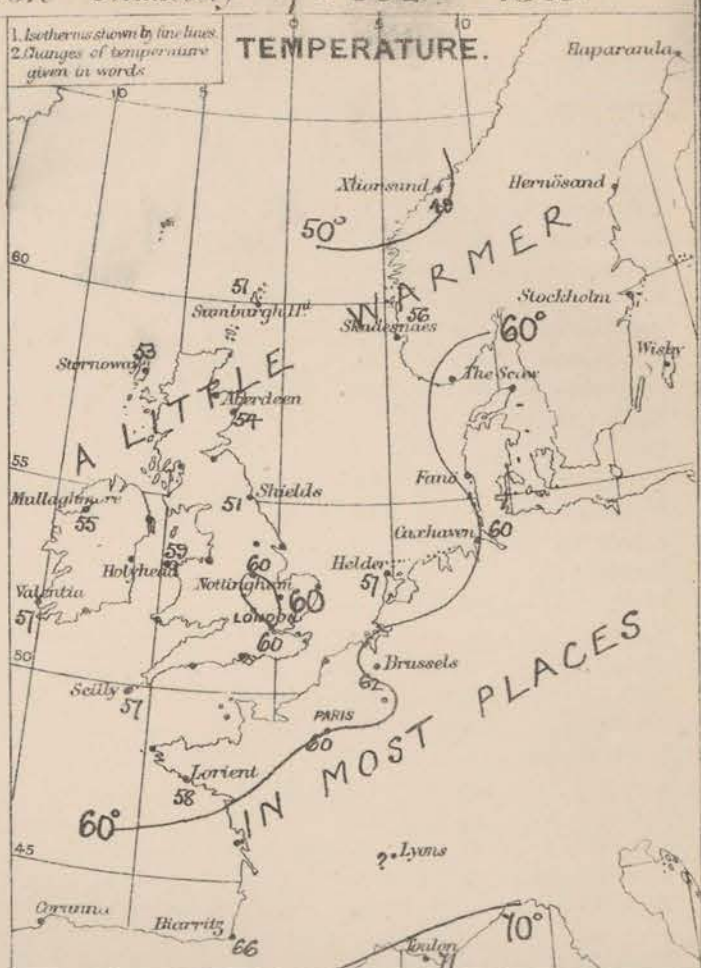 1. Isotherms shown by fine lines.
2. Changes of temperature
given in words
TEMPERATURE.
10
5
0
5
10
Haparanda
Xtiansund
49
Hernösand
50°
60
51
Sumburgh Hd.
Skudesnaes
56
Stockholm
60°
Wisby
The Scaw
Stornoway
53
Aberdeen
54
A LITTLE WARMER
55
Mullaghmore
55
Shields
51
Fanö
Cuxhaven
60
Holyhead
59
60
Nottingham
Helder
57
Valentia
57
LONDON
60
60
50
Scilly
57
Brussels
62
PARIS
60
Lorient
58
60°
IN MOST PLACES
45
?
Lyons
Corunna
Biarritz
66
70°
Toulon
71